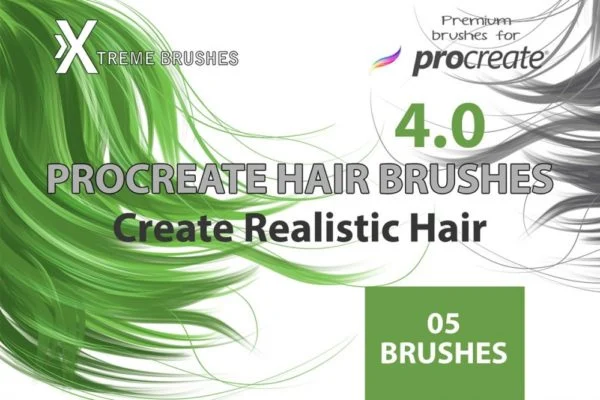 XTREME BRUSHES
Premium
brushes for
procreate®
4.0
PROCREATE HAIR BRUSHES
Create Realistic Hair
05
BRUSHES